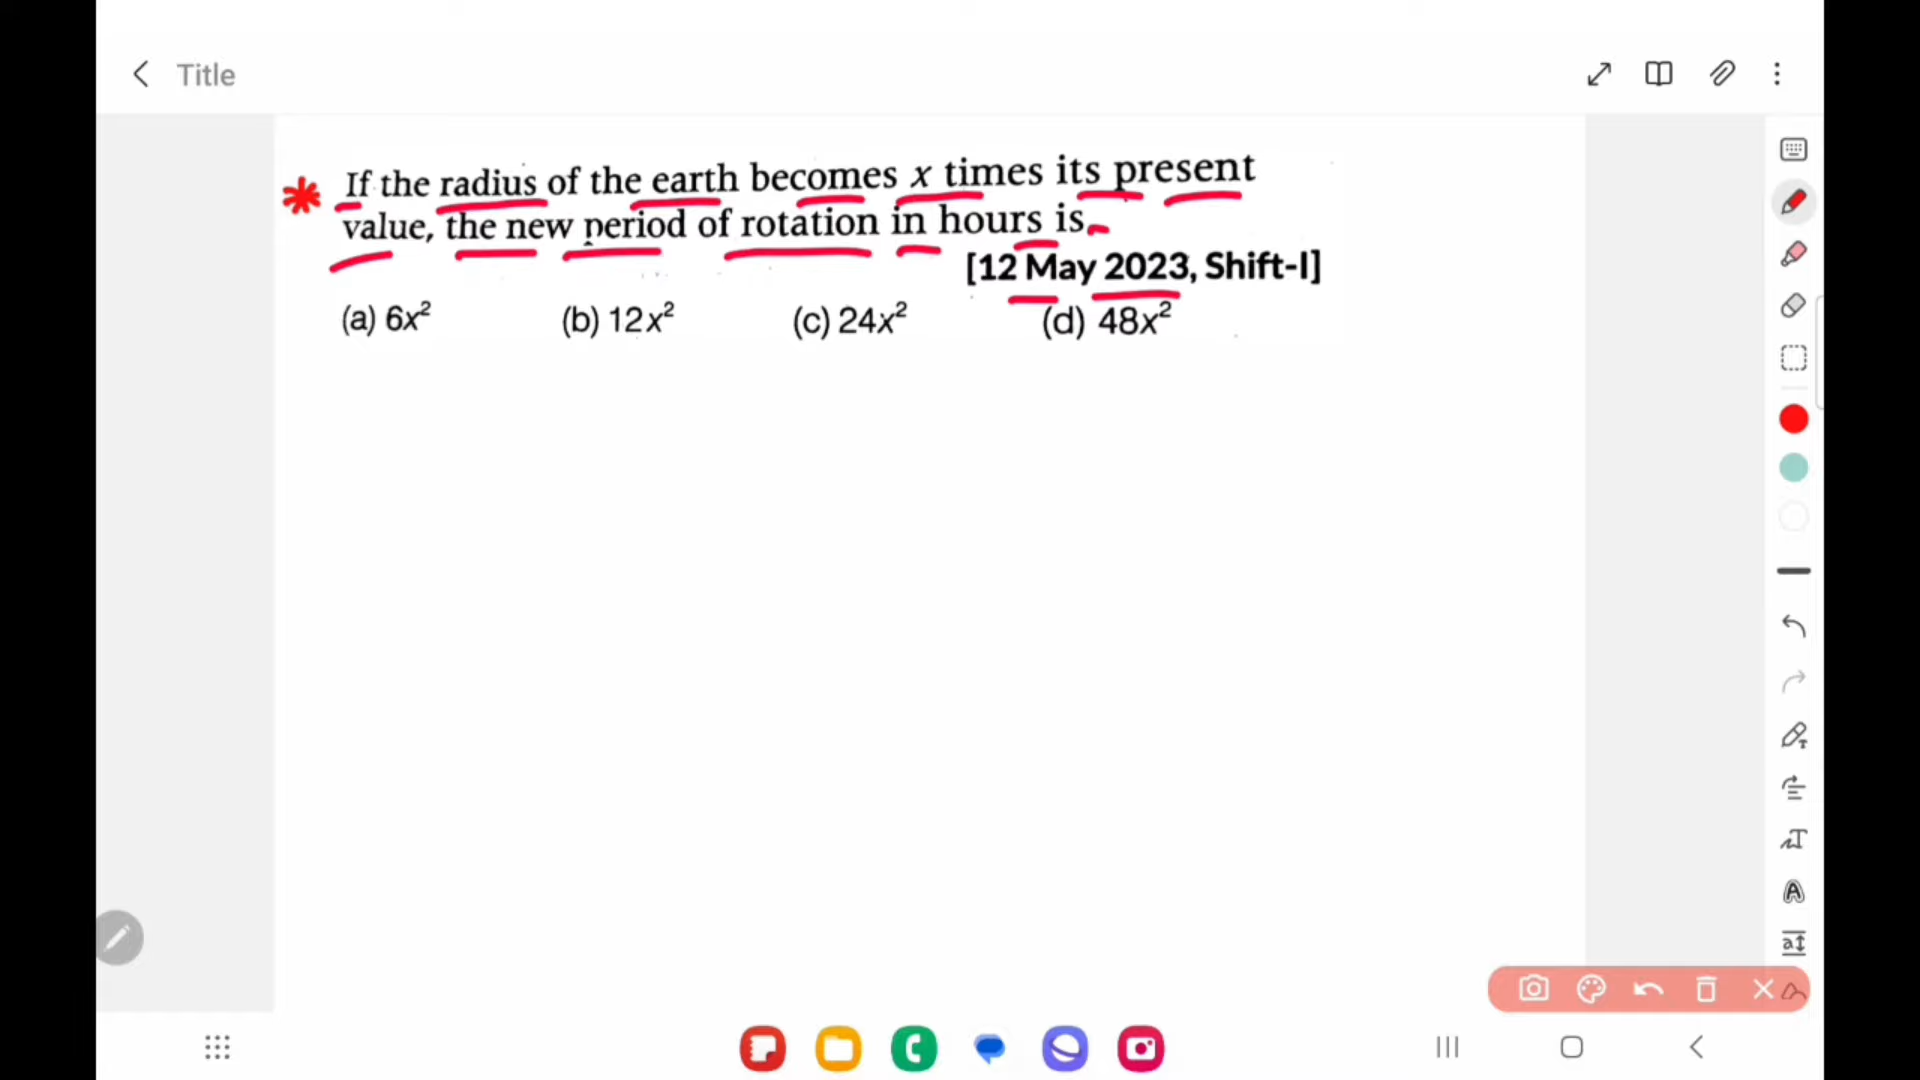 Title
If the radius of the earth becomes x times its present
value, the new period of rotation in hours is.
[12 May 2023, Shift-I]
(a) 6x² (b) 12x² (c) 24x² (d) 48x²